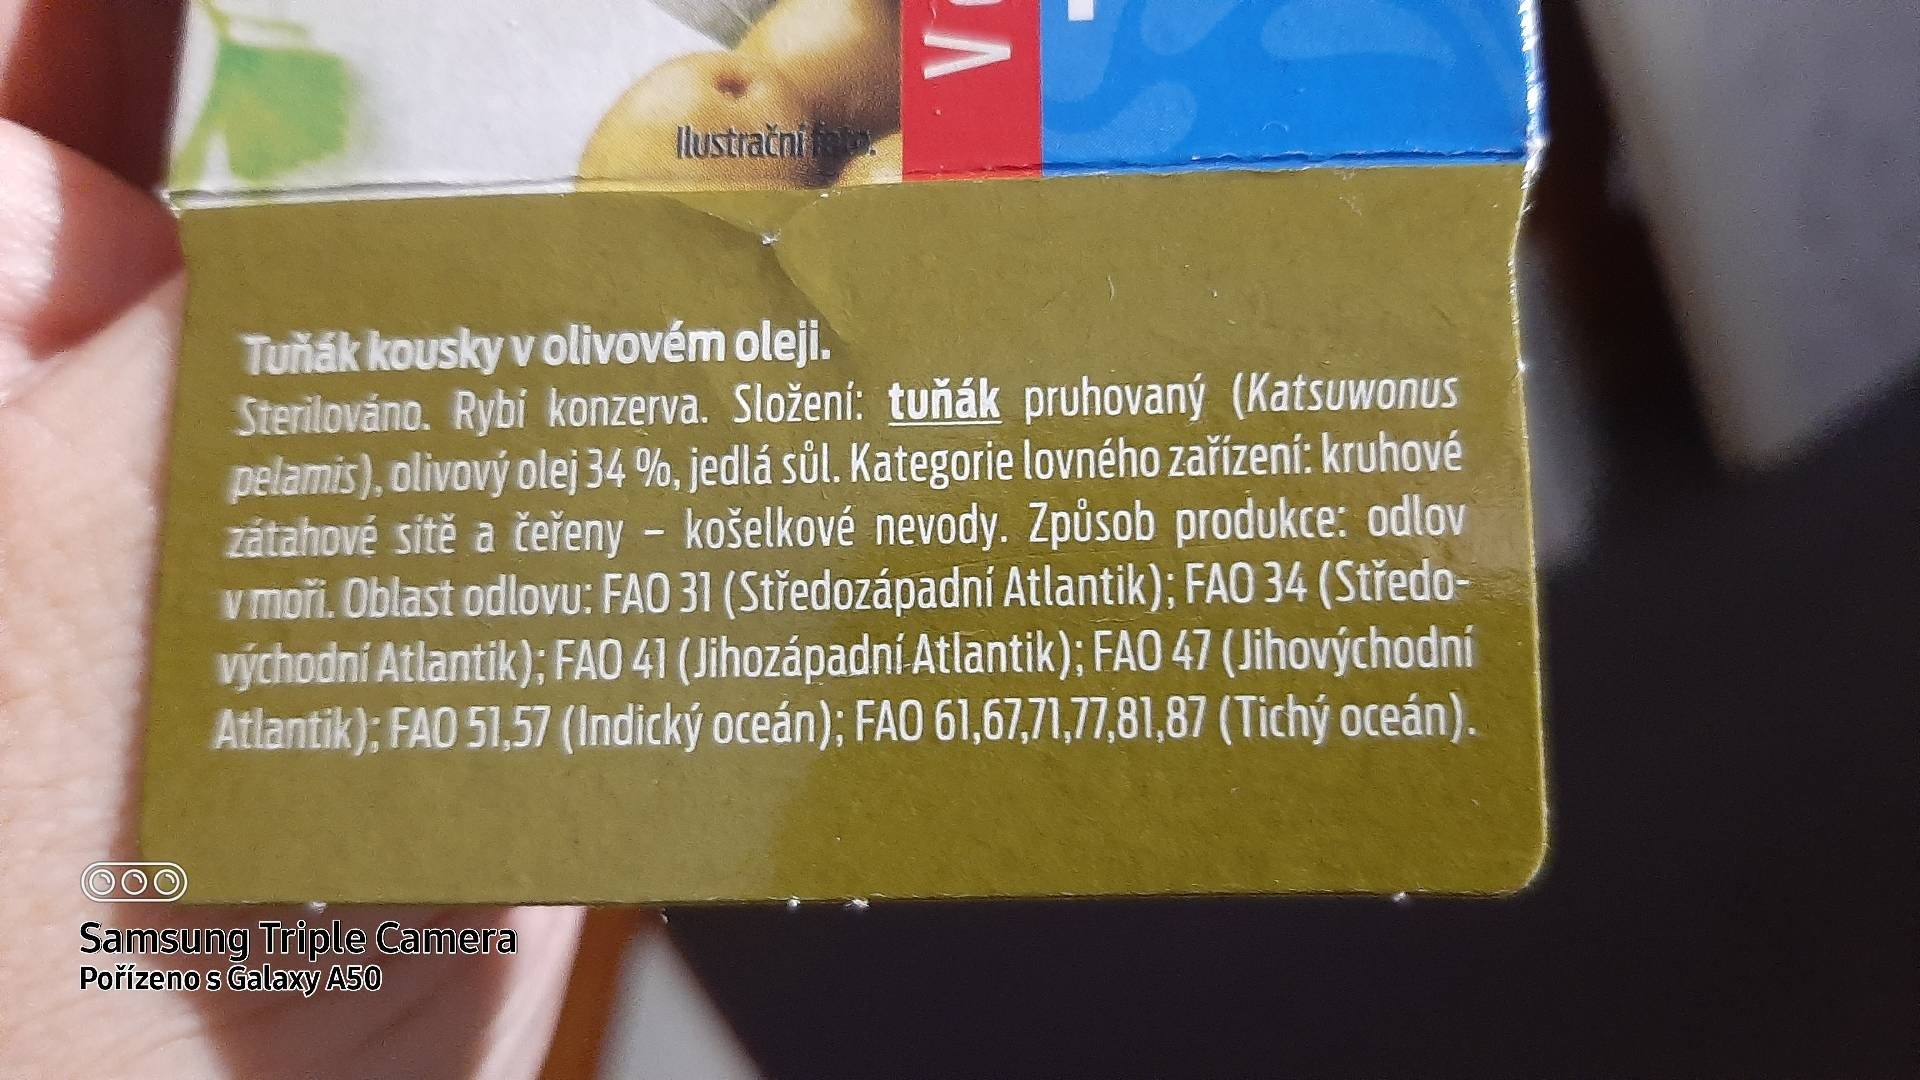 Ilustrační foto.
Tuňák kousky v olivovém oleji.
Sterilováno. Rybí konzerva. Složení: tuňák pruhovaný (Katsuwonus
pelamis), olivový olej 34 %, jedlá sůl. Kategorie lovného zařízení: kruhové
zátahové sítě a čeřeny – košelkové nevody. Způsob produkce: odlov
v moři. Oblast odlovu: FAO 31 (Středozápadní Atlantik); FAO 34 (Středo-
východní Atlantik); FAO 41 (Jihozápadní Atlantik); FAO 47 (Jihovýchodní
Atlantik); FAO 51,57 (Indický oceán); FAO 61,67,71,77,81,87 (Tichý oceán).
Samsung Triple Camera
Pořízeno s Galaxy A50